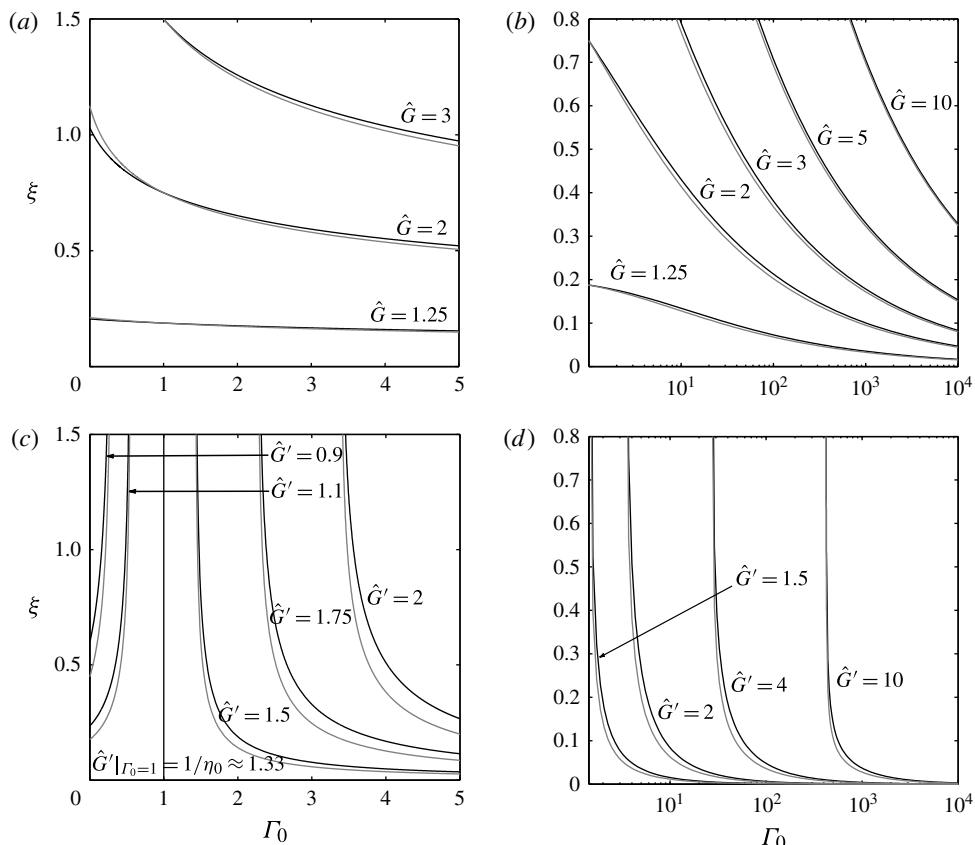 (a)
1.5
1.0
ξ
0.5
0
1
2
3
4
5
Ĝ = 3
Ĝ = 2
Ĝ = 1.25
(b)
0.8
0.7
0.6
0.5
0.4
0.3
0.2
0.1
0
10¹
10²
10³
10⁴
Ĝ = 10
Ĝ = 5
Ĝ = 3
Ĝ = 2
Ĝ = 1.25
(c)
1.5
1.0
ξ
0.5
0
1
2
3
4
5
Γ₀
Ĝ′ = 0.9
Ĝ′ = 1.1
Ĝ′ = 2
Ĝ′ = 1.75
Ĝ′ = 1.5
Ĝ′|Γ₀=1 = 1/η₀ ≈ 1.33
(d)
0.8
0.7
0.6
0.5
0.4
0.3
0.2
0.1
0
10¹
10²
10³
10⁴
Γ₀
Ĝ′ = 1.5
Ĝ′ = 10
Ĝ′ = 4
Ĝ′ = 2